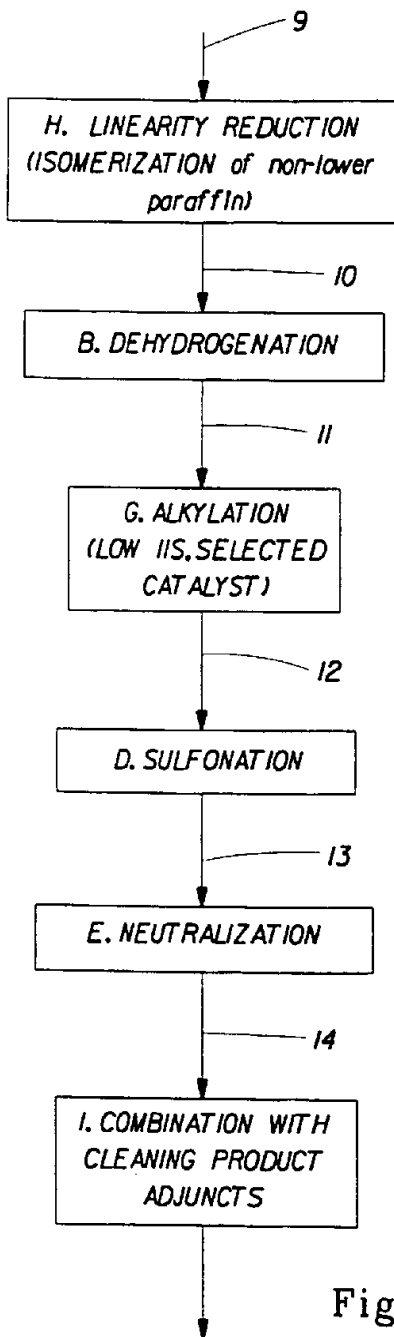 9
H. LINEARITY REDUCTION
(ISOMERIZATION of non-lower
paraffin)
10
B. DEHYDROGENATION
11
G. ALKYLATION
(LOW IIS. SELECTED
CATALYST)
12
D. SULFONATION
13
E. NEUTRALIZATION
14
I. COMBINATION WITH
CLEANING PRODUCT
ADJUNCTS
Fig